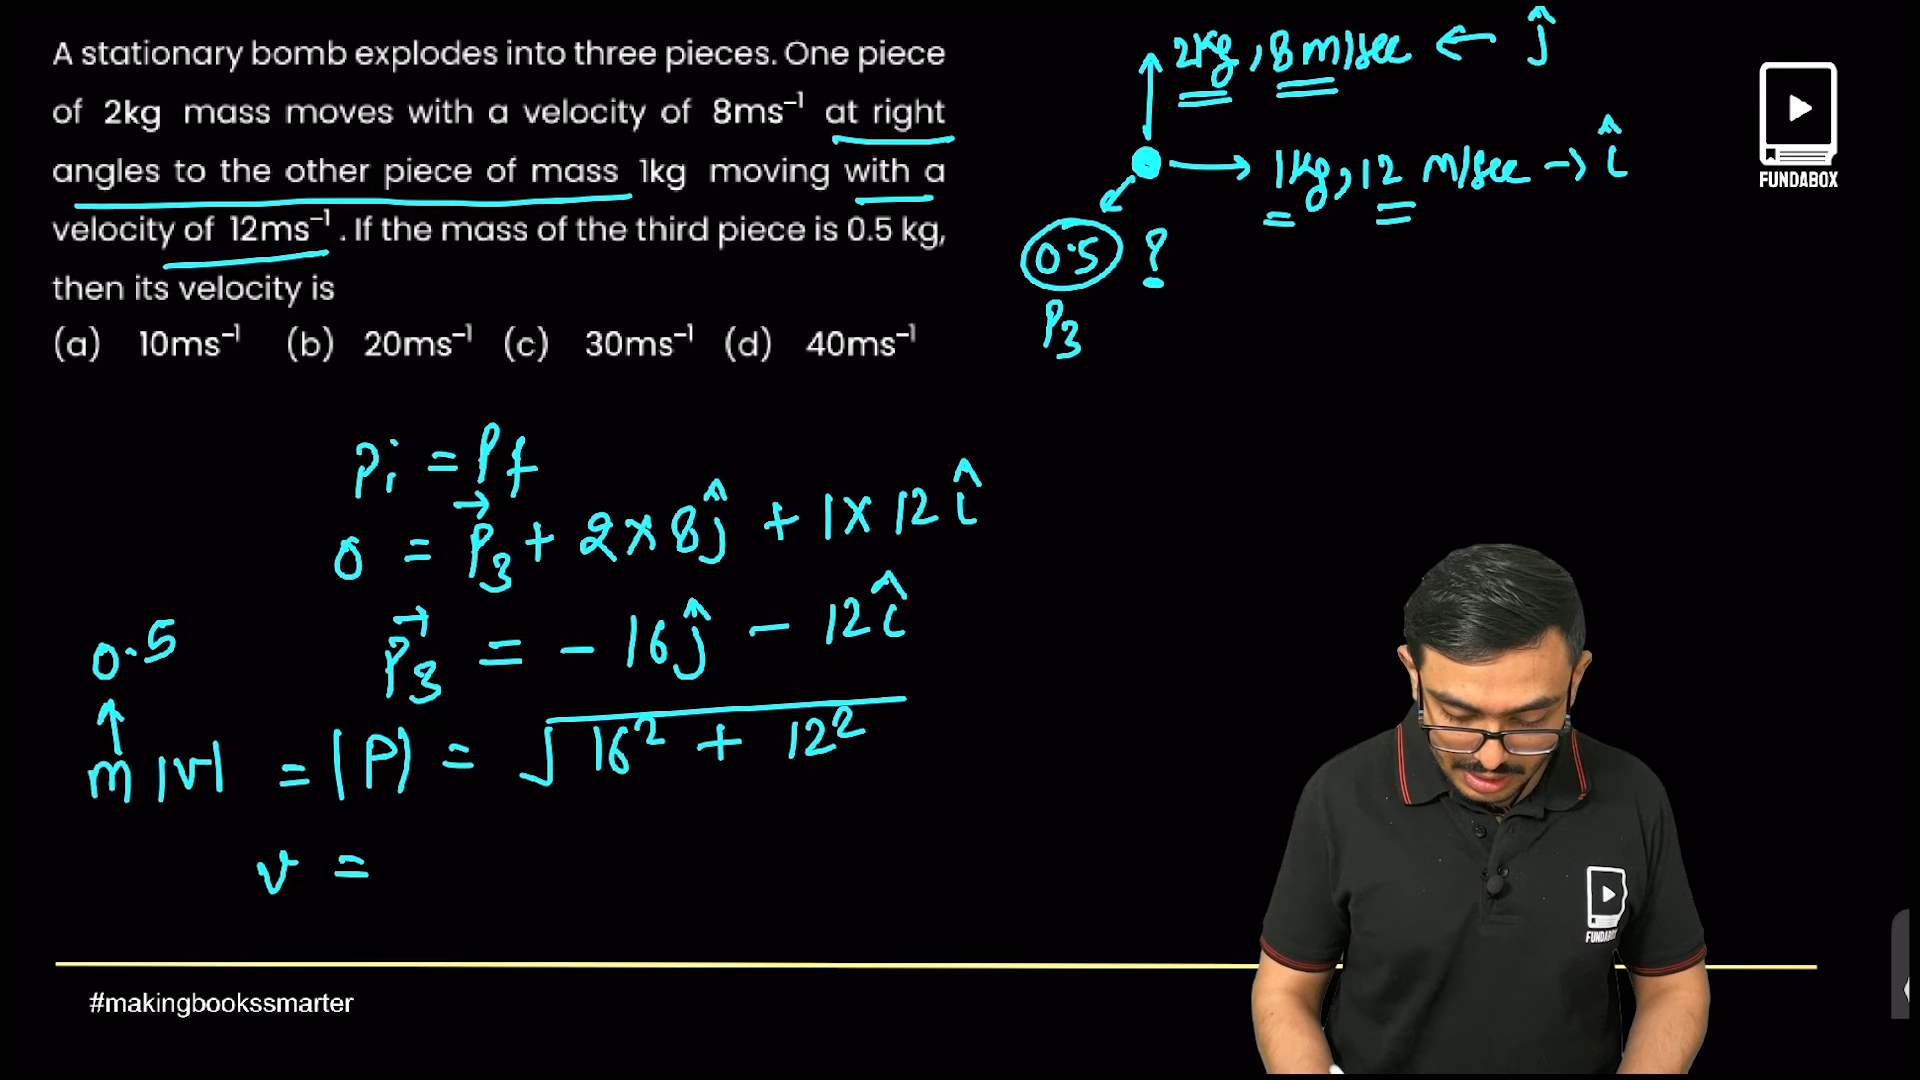 A stationary bomb explodes into three pieces. One piece
of 2kg mass moves with a velocity of 8ms⁻¹ at right
angles to the other piece of mass 1kg moving with a
velocity of 12ms⁻¹ . If the mass of the third piece is 0.5 kg,
then its velocity is
(a) 10ms⁻¹ (b) 20ms⁻¹ (c) 30ms⁻¹ (d) 40ms⁻¹
2kg, 8 m/sec ← ĵ
1kg, 12 m/sec → î
0.5 ?
P₃
FUNDABOX
Pi = Pf
0 = P⃗₃ + 2 × 8ĵ + 1 × 12 î
P⃗₃ = - 16ĵ - 12 î
0.5
↑
m |v| = |P| = √16² + 12²
v =
FUNDABOX
#makingbookssmarter